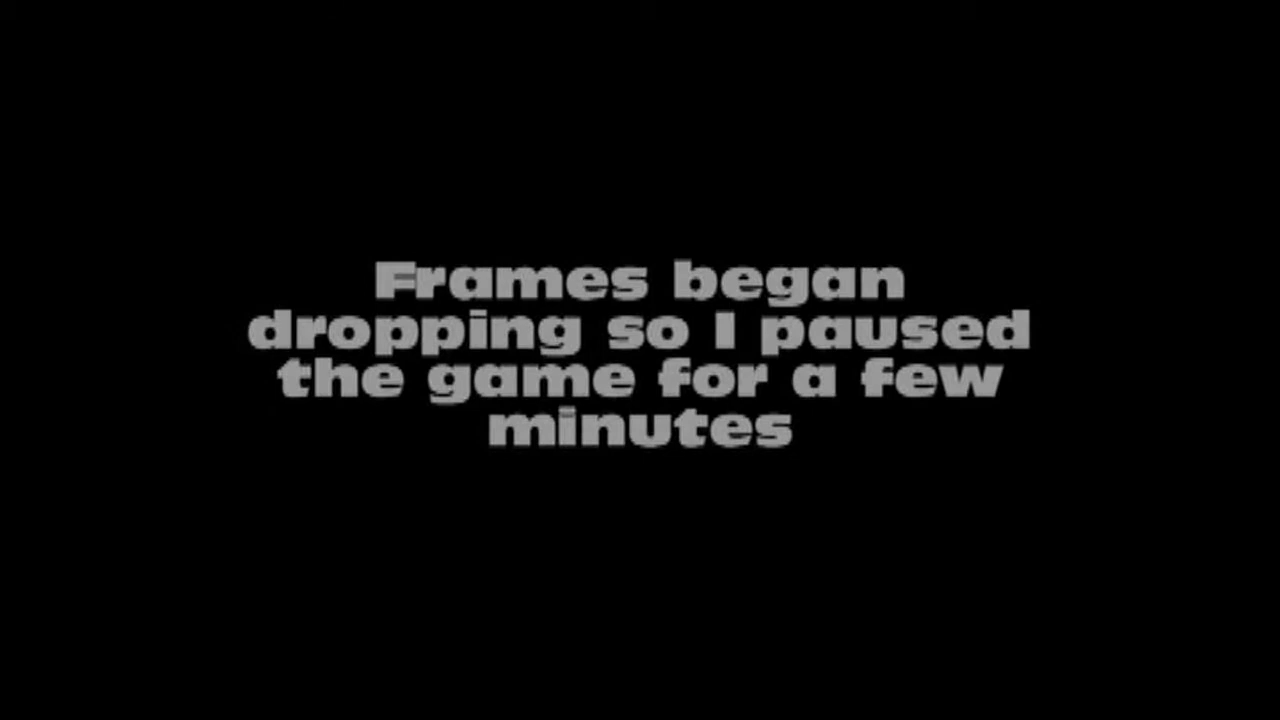 Frames began
dropping so I paused
the game for a few
minutes